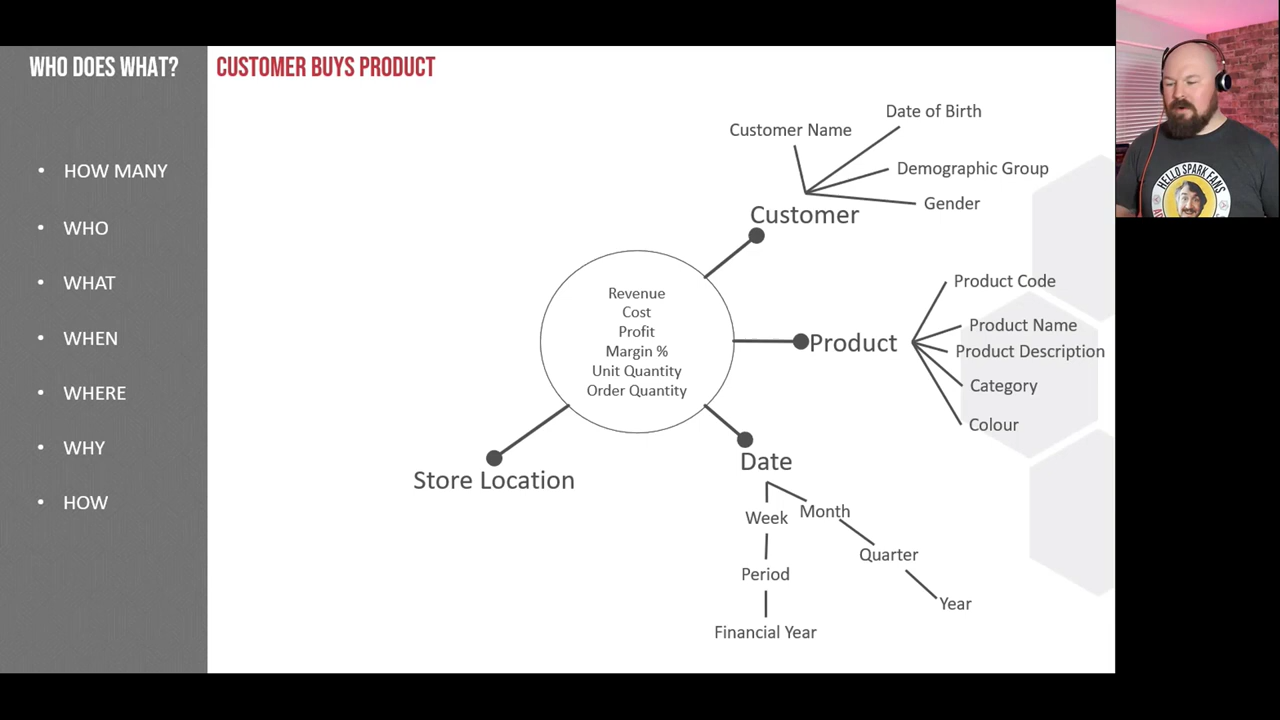 WHO DOES WHAT?
• HOW MANY
• WHO
• WHAT
• WHEN
• WHERE
• WHY
• HOW
CUSTOMER BUYS PRODUCT
Customer Name
Date of Birth
Demographic Group
Gender
Customer
Revenue
Cost
Profit
Margin %
Unit Quantity
Order Quantity
Product
Product Code
Product Name
Product Description
Category
Colour
Store Location
Date
Week
Month
Period
Quarter
Financial Year
Year
HELLO SPARK FANS